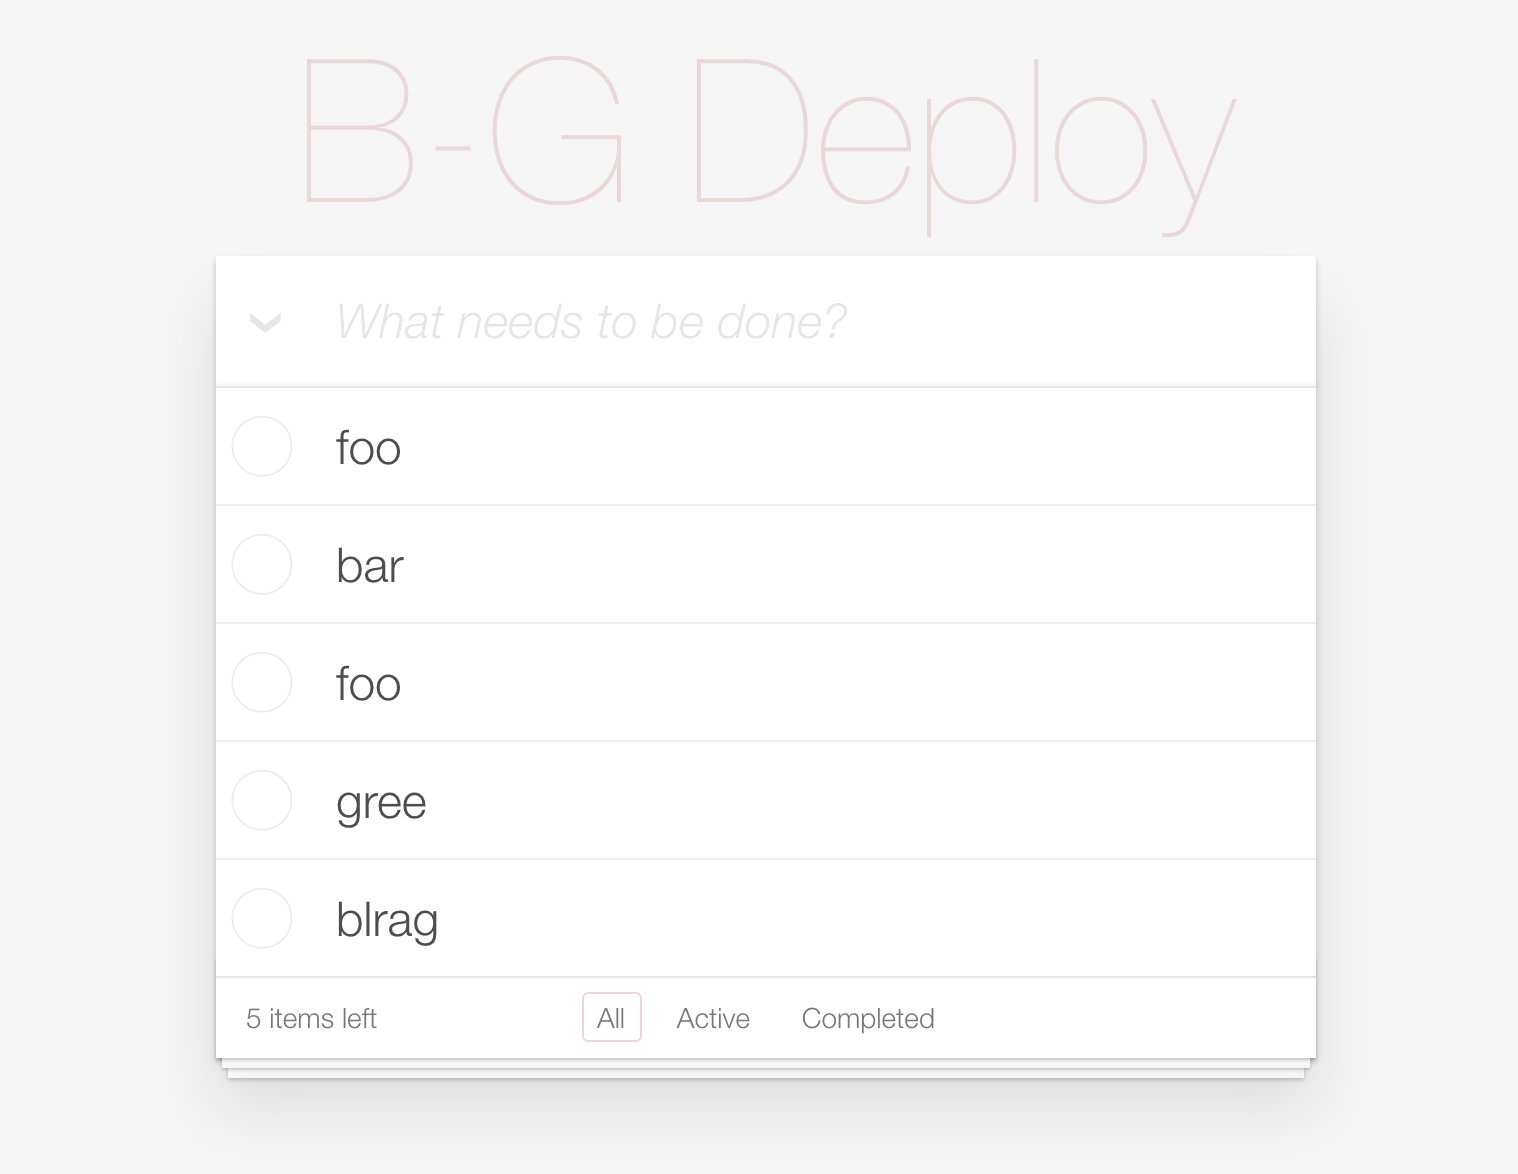 B-G Deploy
What needs to be done?
foo
bar
foo
gree
blrag
5 items left All Active Completed